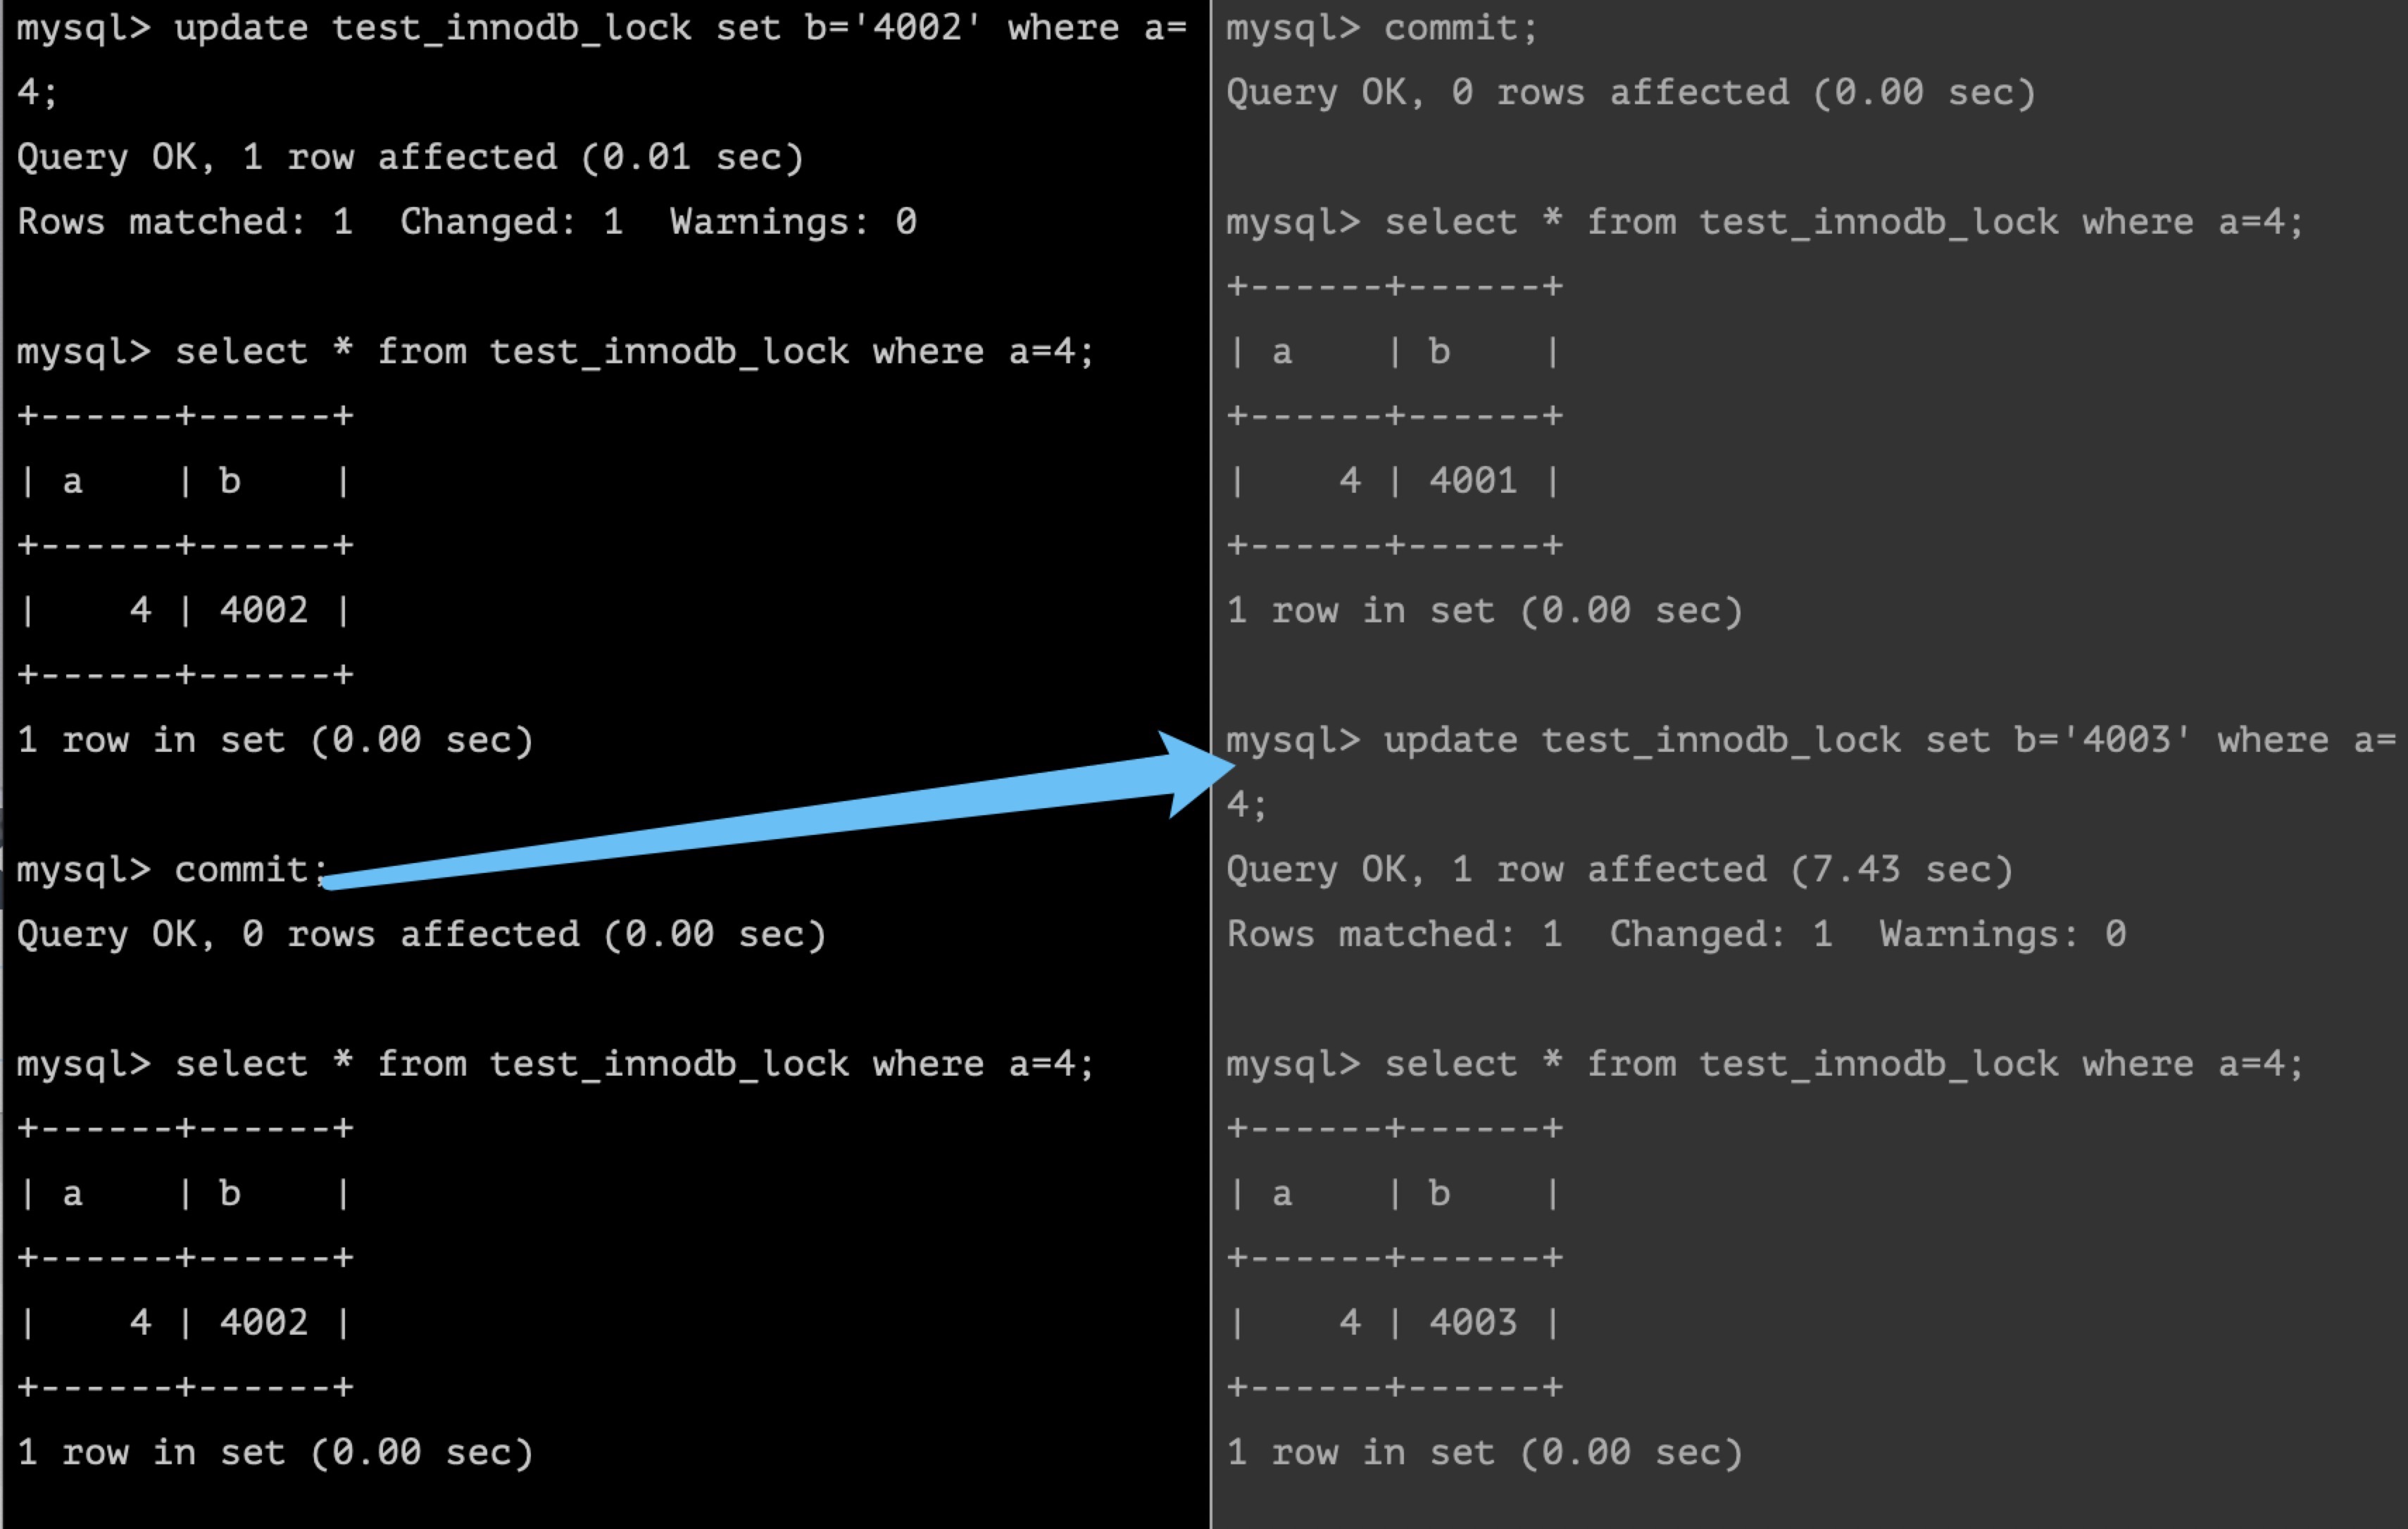 mysql> update test_innodb_lock set b='4002' where a=
4;
Query OK, 1 row affected (0.01 sec)
Rows matched: 1  Changed: 1  Warnings: 0
mysql> select * from test_innodb_lock where a=4;
+------+------+
| a    | b    |
+------+------+
|    4 | 4002 |
+------+------+
1 row in set (0.00 sec)
mysql> commit;
Query OK, 0 rows affected (0.00 sec)
mysql> select * from test_innodb_lock where a=4;
+------+------+
| a    | b    |
+------+------+
|    4 | 4002 |
+------+------+
1 row in set (0.00 sec)
mysql> commit;
Query OK, 0 rows affected (0.00 sec)
mysql> select * from test_innodb_lock where a=4;
+------+------+
| a    | b    |
+------+------+
|    4 | 4001 |
+------+------+
1 row in set (0.00 sec)
mysql> update test_innodb_lock set b='4003' where a=
4;
Query OK, 1 row affected (7.43 sec)
Rows matched: 1  Changed: 1  Warnings: 0
mysql> select * from test_innodb_lock where a=4;
+------+------+
| a    | b    |
+------+------+
|    4 | 4003 |
+------+------+
1 row in set (0.00 sec)